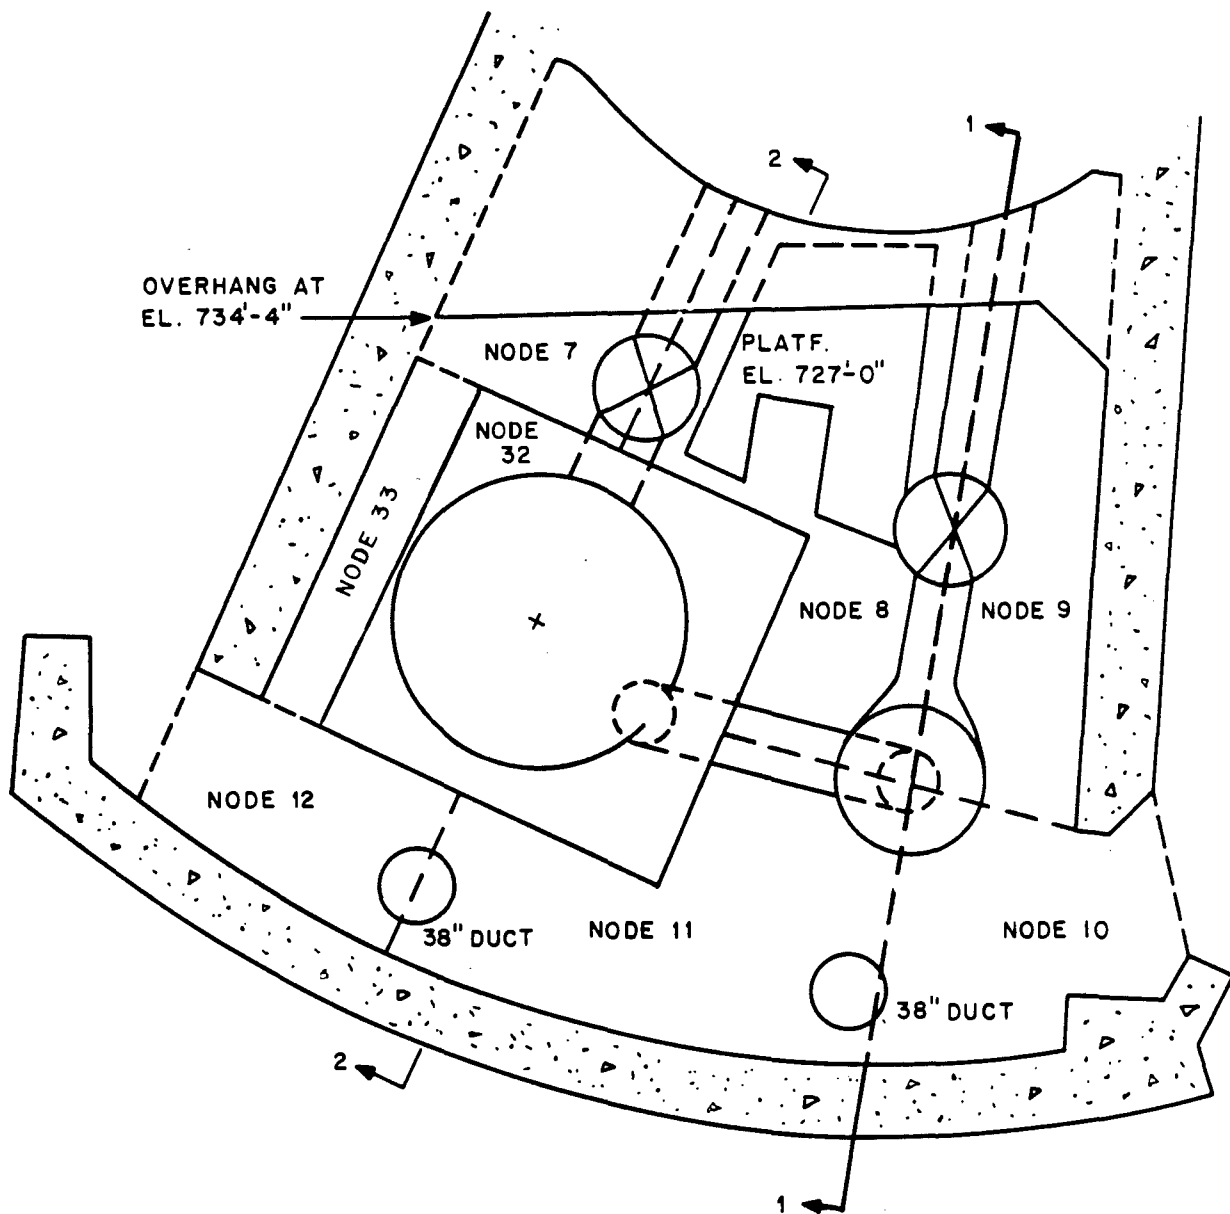 1
2
OVERHANG AT
EL. 734'-4"
NODE 7
PLATF.
EL. 727'-0"
NODE
32
NODE 33
NODE 8
NODE 9
NODE 12
NODE 11
NODE 10
38" DUCT
38" DUCT
2
1